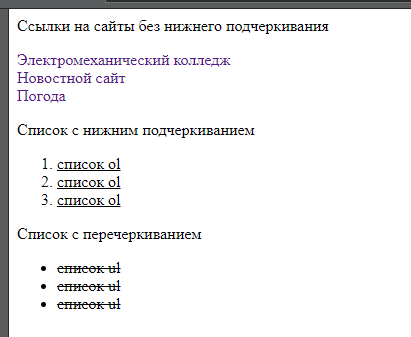 Ссылки на сайты без нижнего подчеркивания
Электромеханический колледж
Новостной сайт
Погода
Список с нижним подчеркиванием
1. список ol
2. список ol
3. список ol
Список с перечеркиванием
• список ul
• список ul
• список ul